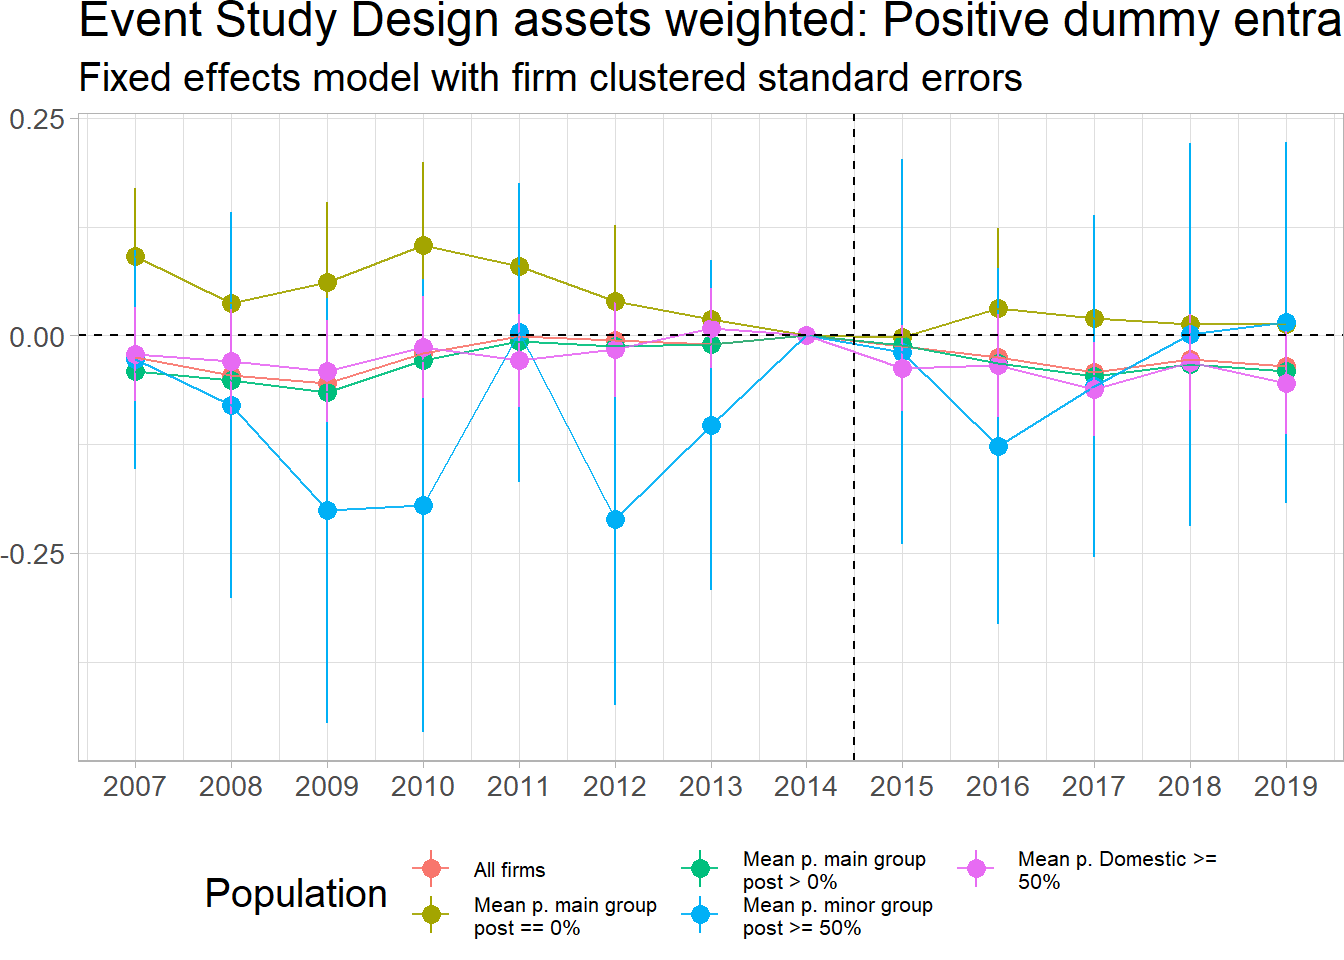 Event Study Design assets weighted: Positive dummy entra
Fixed effects model with firm clustered standard errors
0.25
0.00
-0.25
2007 2008 2009 2010 2011 2012 2013 2014 2015 2016 2017 2018 2019
Population
All firms
Mean p. main group
post == 0%
Mean p. main group
post > 0%
Mean p. minor group
post >= 50%
Mean p. Domestic >=
50%